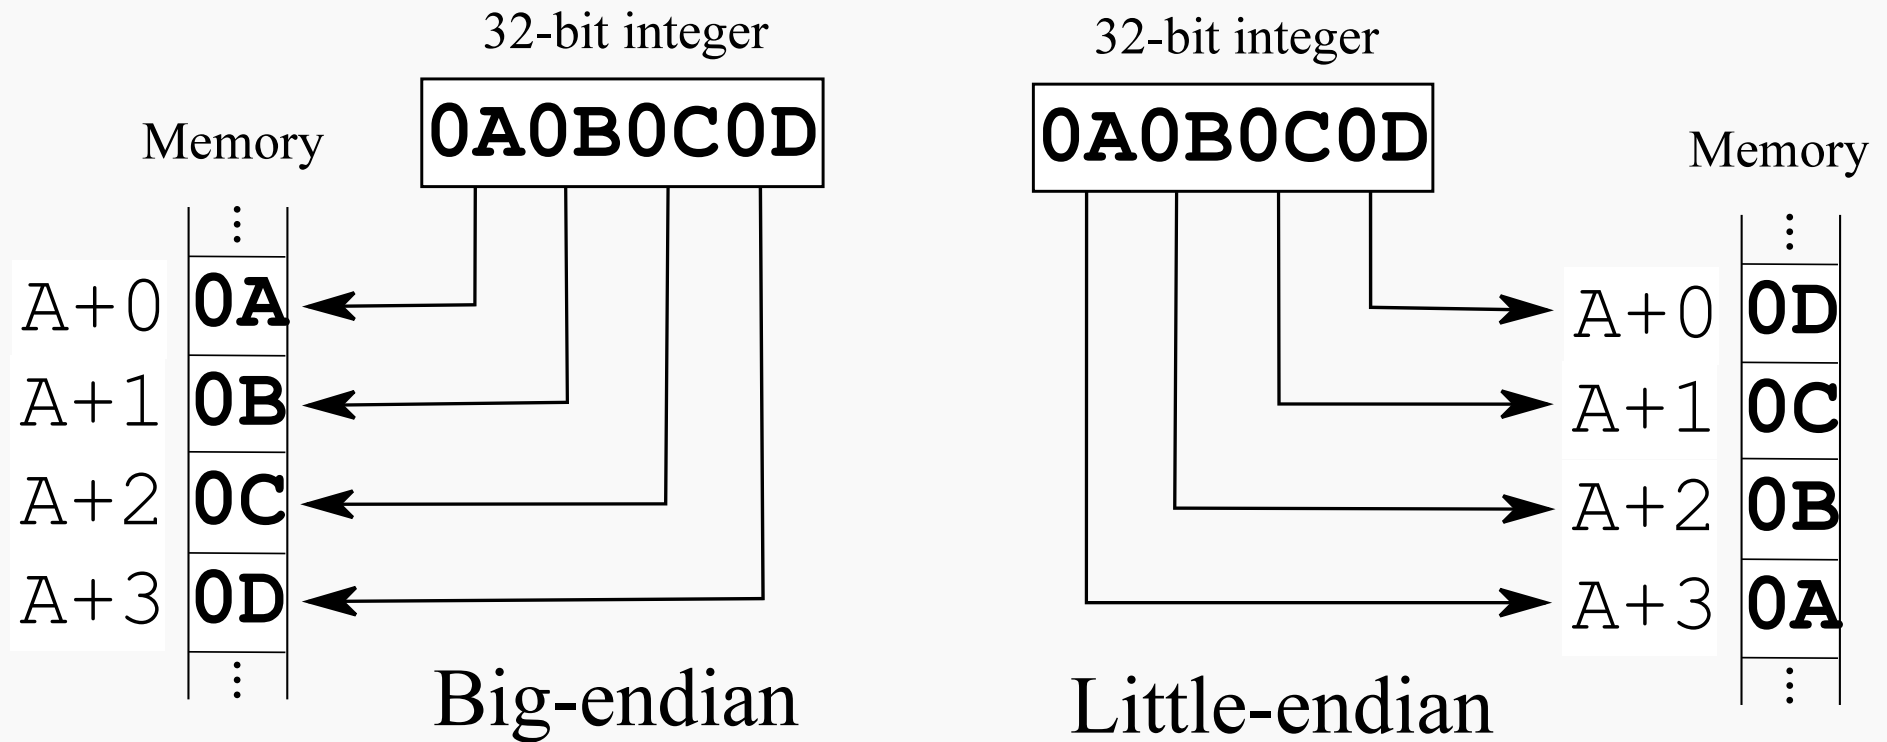 32-bit integer
0A0B0C0D
Memory
⋮
A+0 0A
A+1 0B
A+2 0C
A+3 0D
⋮
Big-endian
32-bit integer
0A0B0C0D
Memory
⋮
A+0 0D
A+1 0C
A+2 0B
A+3 0A
⋮
Little-endian